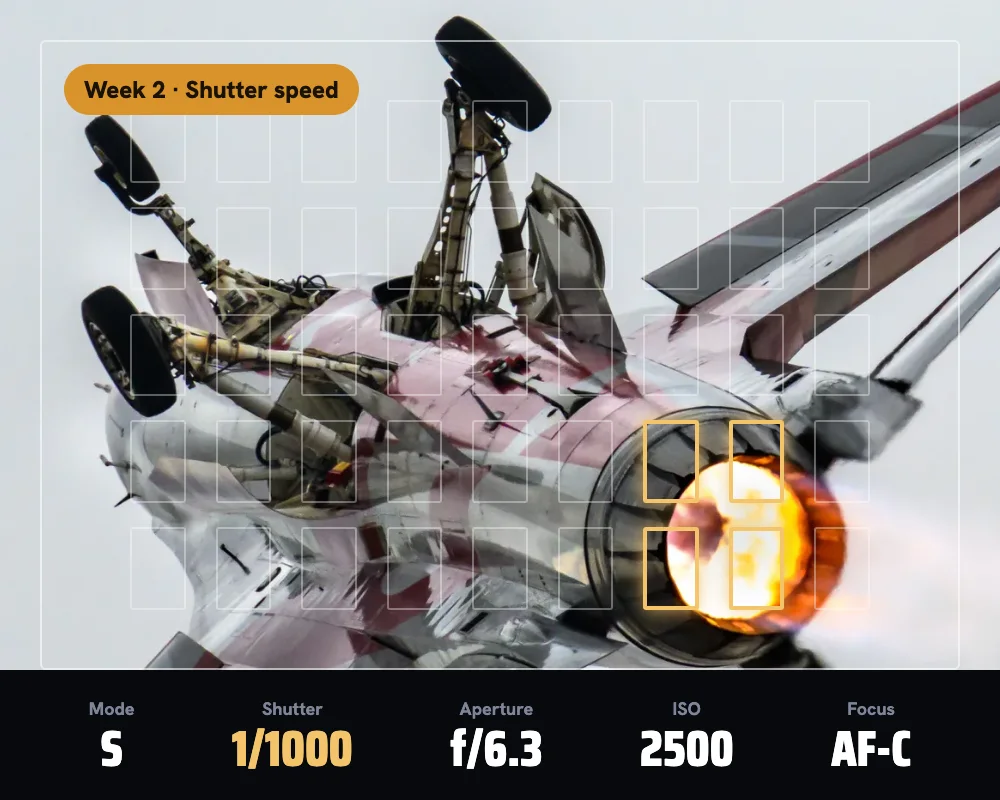 Week 2 · Shutter speed
Mode Shutter Aperture ISO Focus
S 1/1000 f/6.3 2500 AF-C